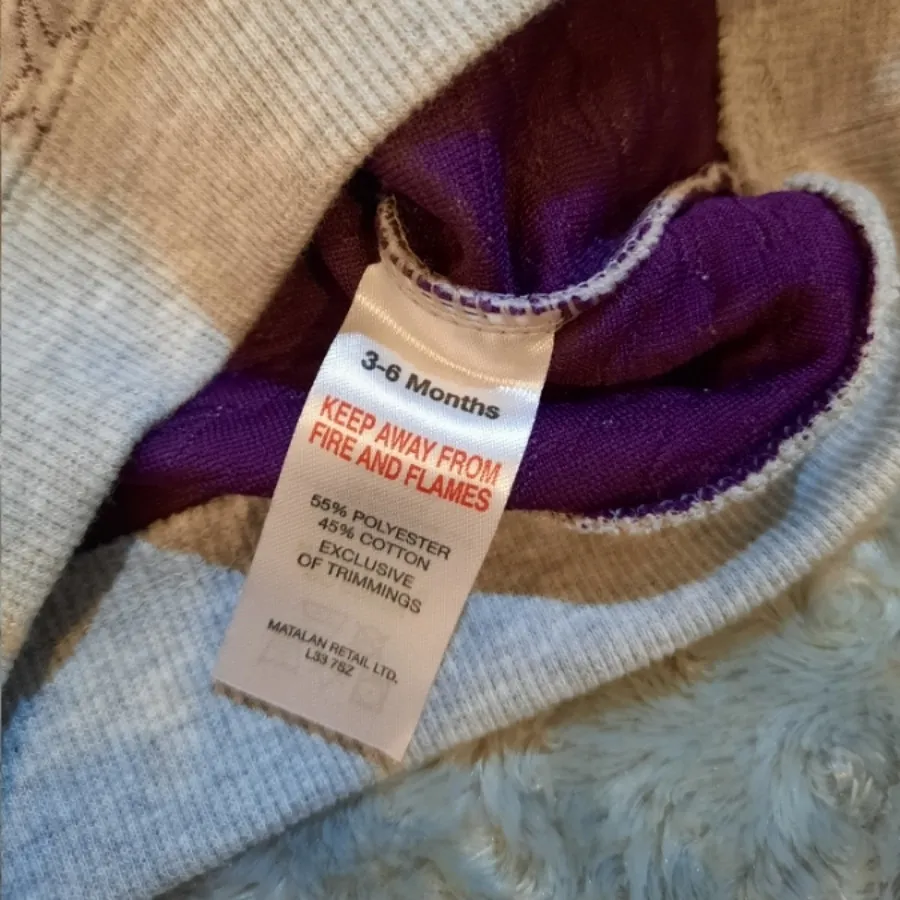 3-6 Months
KEEP AWAY FROM
FIRE AND FLAMES
55% POLYESTER
45% COTTON
EXCLUSIVE
OF TRIMMINGS
MATALAN RETAIL LTD.
L33 7SZ